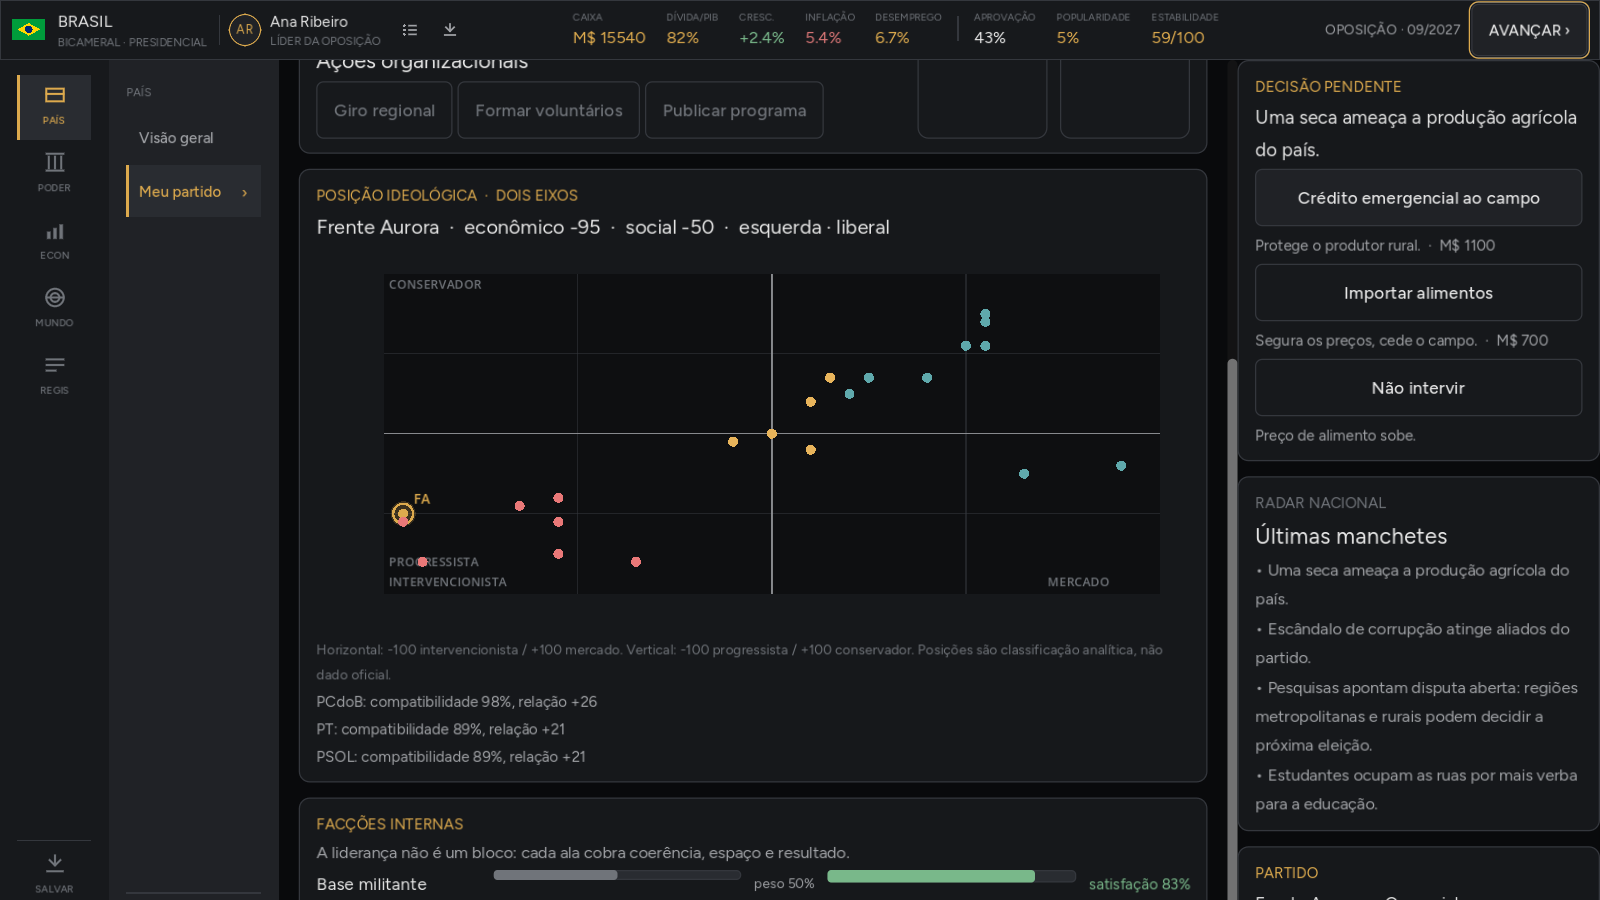 BRASIL
BICAMERAL · PRESIDENCIAL
AR
Ana Ribeiro
LÍDER DA OPOSIÇÃO
CAIXA
M$ 15540
DÍVIDA/PIB
82%
CRESC.
+2.4%
INFLAÇÃO
5.4%
DESEMPREGO
6.7%
APROVAÇÃO
43%
POPULARIDADE
5%
ESTABILIDADE
59/100
OPOSIÇÃO · 09/2027
AVANÇAR ›
PAÍS
PODER
ECON
MUNDO
REGIS
SALVAR
PAÍS
Visão geral
Meu partido ›
Ações organizacionais
Giro regional
Formar voluntários
Publicar programa
POSIÇÃO IDEOLÓGICA · DOIS EIXOS
Frente Aurora · econômico -95 · social -50 · esquerda · liberal
CONSERVADOR
FA
PROGRESSISTA
INTERVENCIONISTA
MERCADO
Horizontal: -100 intervencionista / +100 mercado. Vertical: -100 progressista / +100 conservador. Posições são classificação analítica, não
dado oficial.
PCdoB: compatibilidade 98%, relação +26
PT: compatibilidade 89%, relação +21
PSOL: compatibilidade 89%, relação +21
FACÇÕES INTERNAS
A liderança não é um bloco: cada ala cobra coerência, espaço e resultado.
Base militante
peso 50%
satisfação 83%
DECISÃO PENDENTE
Uma seca ameaça a produção agrícola
do país.
Crédito emergencial ao campo
Protege o produtor rural. · M$ 1100
Importar alimentos
Segura os preços, cede o campo. · M$ 700
Não intervir
Preço de alimento sobe.
RADAR NACIONAL
Últimas manchetes
• Uma seca ameaça a produção agrícola do
país.
• Escândalo de corrupção atinge aliados do
partido.
• Pesquisas apontam disputa aberta: regiões
metropolitanas e rurais podem decidir a
próxima eleição.
• Estudantes ocupam as ruas por mais verba
para a educação.
PARTIDO